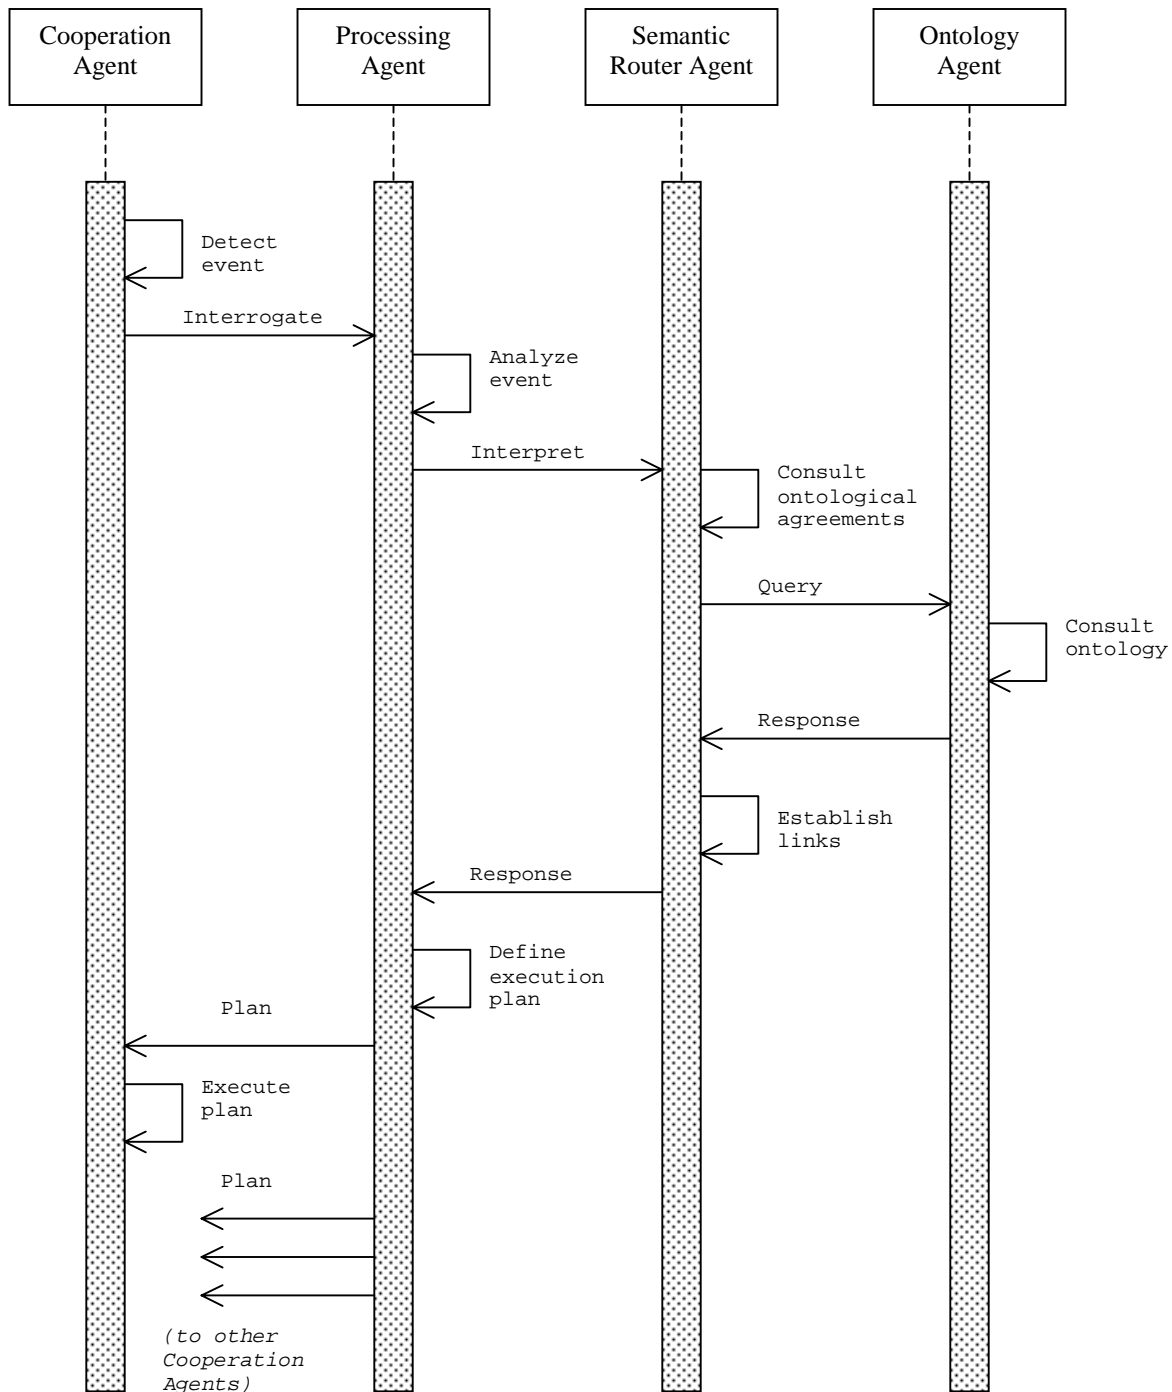 Cooperation
Agent
Processing
Agent
Semantic
Router Agent
Ontology
Agent
Detect
event
Interrogate
Analyze
event
Interpret
Consult
ontological
agreements
Query
Consult
ontology
Response
Establish
links
Response
Define
execution
plan
Plan
Execute
plan
Plan
(to other
Cooperation
Agents)